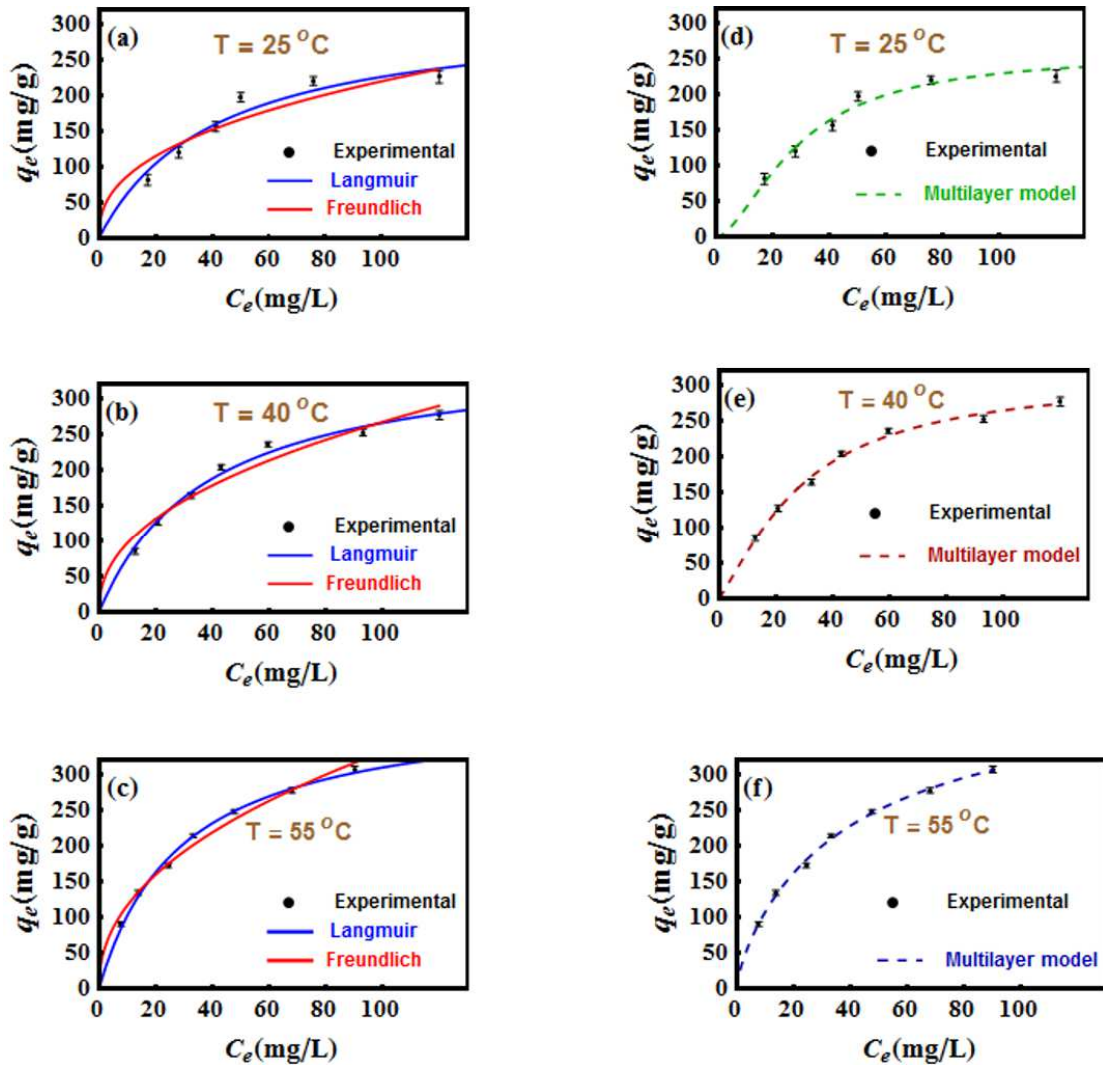 (a)
T = 25 °C
300
250
200
150
100
50
0
qe(mg/g)
Experimental
Langmuir
Freundlich
0 20 40 60 80 100
Ce(mg/L)
(d)
T = 25 °C
300
250
200
150
100
50
0
qe(mg/g)
Experimental
Multilayer model
0 20 40 60 80 100
Ce(mg/L)
(b)
T = 40 °C
300
250
200
150
100
50
0
qe(mg/g)
Experimental
Langmuir
Freundlich
0 20 40 60 80 100
Ce(mg/L)
(e)
T = 40 °C
300
250
200
150
100
50
0
qe(mg/g)
Experimental
Multilayer model
0 20 40 60 80 100
Ce(mg/L)
(c)
T = 55 °C
300
250
200
150
100
50
0
qe(mg/g)
Experimental
Langmuir
Freundlich
0 20 40 60 80 100
Ce(mg/L)
(f)
T = 55 °C
300
250
200
150
100
50
0
qe(mg/g)
Experimental
Multilayer model
0 20 40 60 80 100
Ce(mg/L)